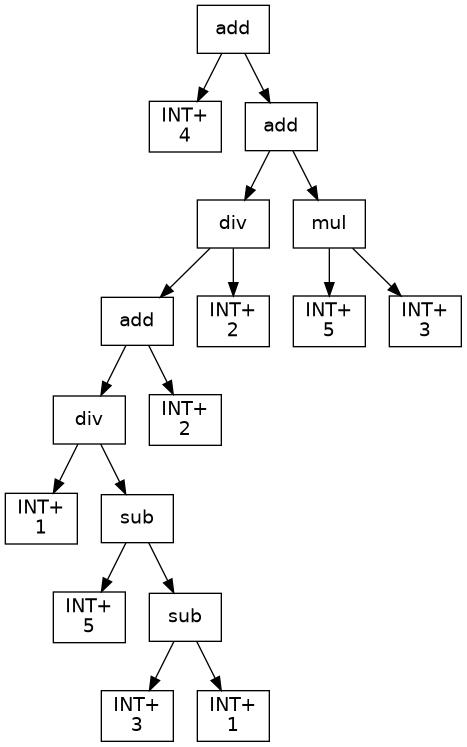 add
INT+
4
add
div
mul
add
INT+
2
INT+
5
INT+
3
div
INT+
2
INT+
1
sub
INT+
5
sub
INT+
3
INT+
1